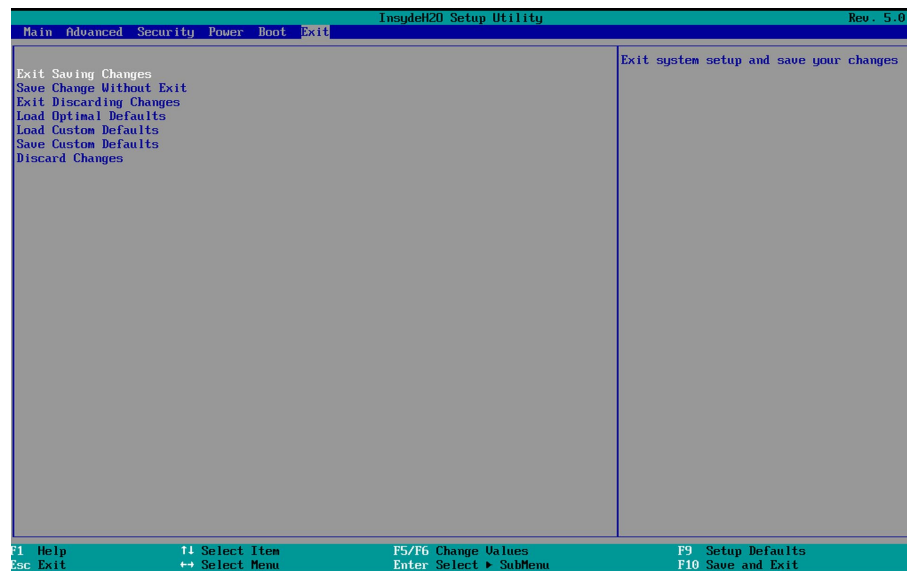 InsydeH2O Setup Utility Rev. 5.0
Main Advanced Security Power Boot Exit
Exit Saving Changes
Save Change Without Exit
Exit Discarding Changes
Load Optimal Defaults
Load Custom Defaults
Save Custom Defaults
Discard Changes
Exit system setup and save your changes
F1 Help ↑↓ Select Item F5/F6 Change Values F9 Setup Defaults
Esc Exit ↔ Select Menu Enter Select ▶ SubMenu F10 Save and Exit